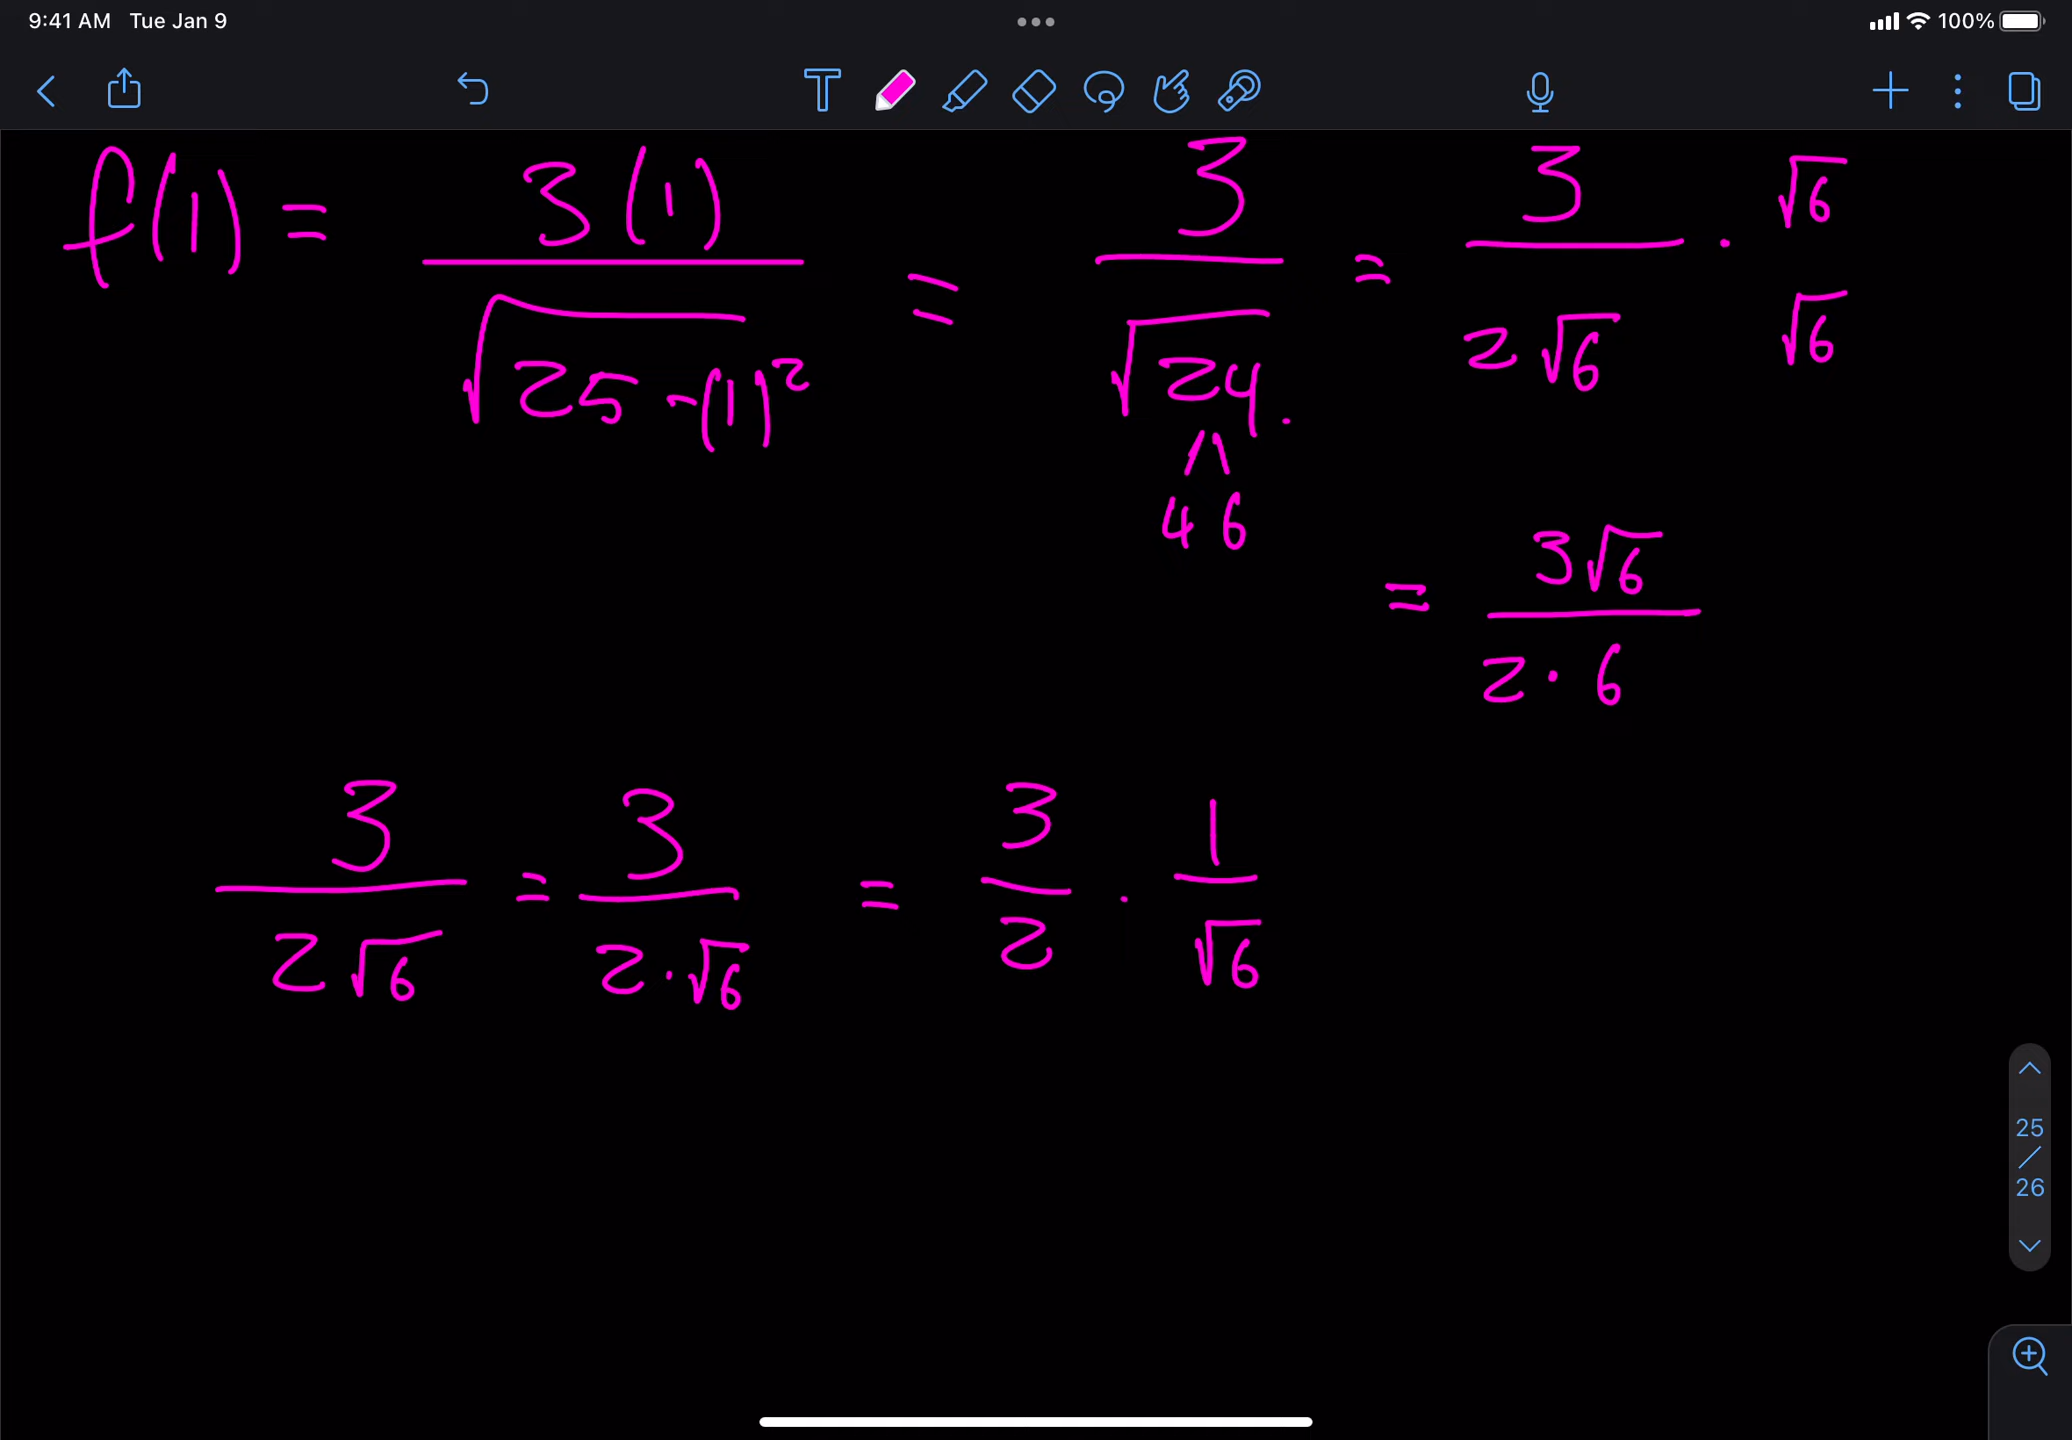 9:41 AM Tue Jan 9 100%
f(1) = 3(1) / √(25 -(1)²) = 3 / √24. = 3 / 2√6 · √6 / √6
4 6
= 3√6 / 2 · 6
3 / 2√6 = 3 / 2·√6 = 3 / 2 · 1 / √6
25
/
26